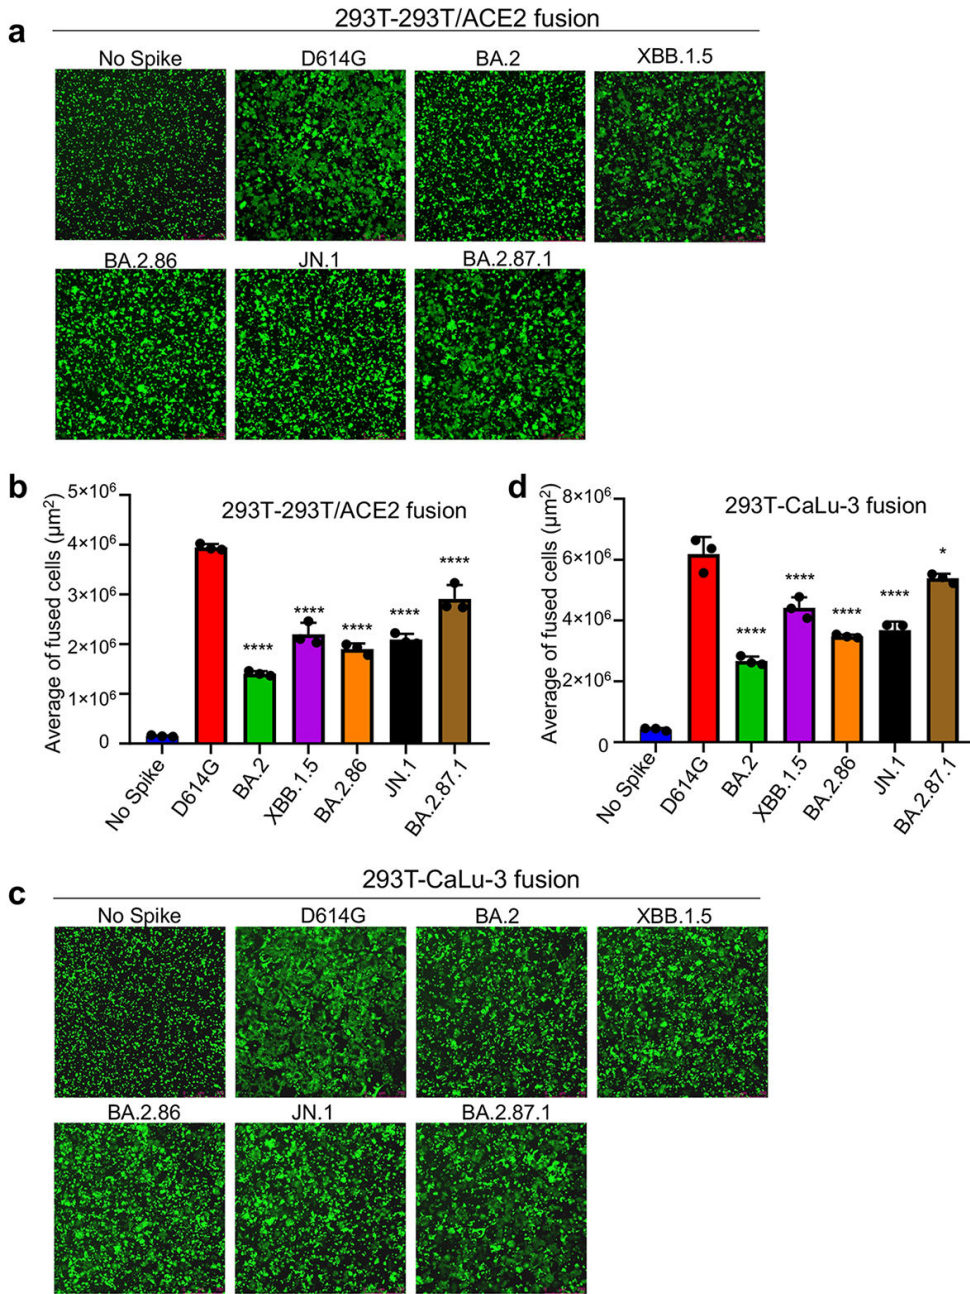 a
293T-293T/ACE2 fusion
No Spike D614G BA.2 XBB.1.5
BA.2.86 JN.1 BA.2.87.1
b
293T-293T/ACE2 fusion
Average of fused cells (µm²)
5×10⁶
4×10⁶
3×10⁶
2×10⁶
1×10⁶
0
**** **** **** **** ****
No Spike D614G BA.2 XBB.1.5 BA.2.86 JN.1 BA.2.87.1
d
293T-CaLu-3 fusion
Average of fused cells (µm²)
8×10⁶
6×10⁶
4×10⁶
2×10⁶
0
**** **** **** **** *
No Spike D614G BA.2 XBB.1.5 BA.2.86 JN.1 BA.2.87.1
c
293T-CaLu-3 fusion
No Spike D614G BA.2 XBB.1.5
BA.2.86 JN.1 BA.2.87.1